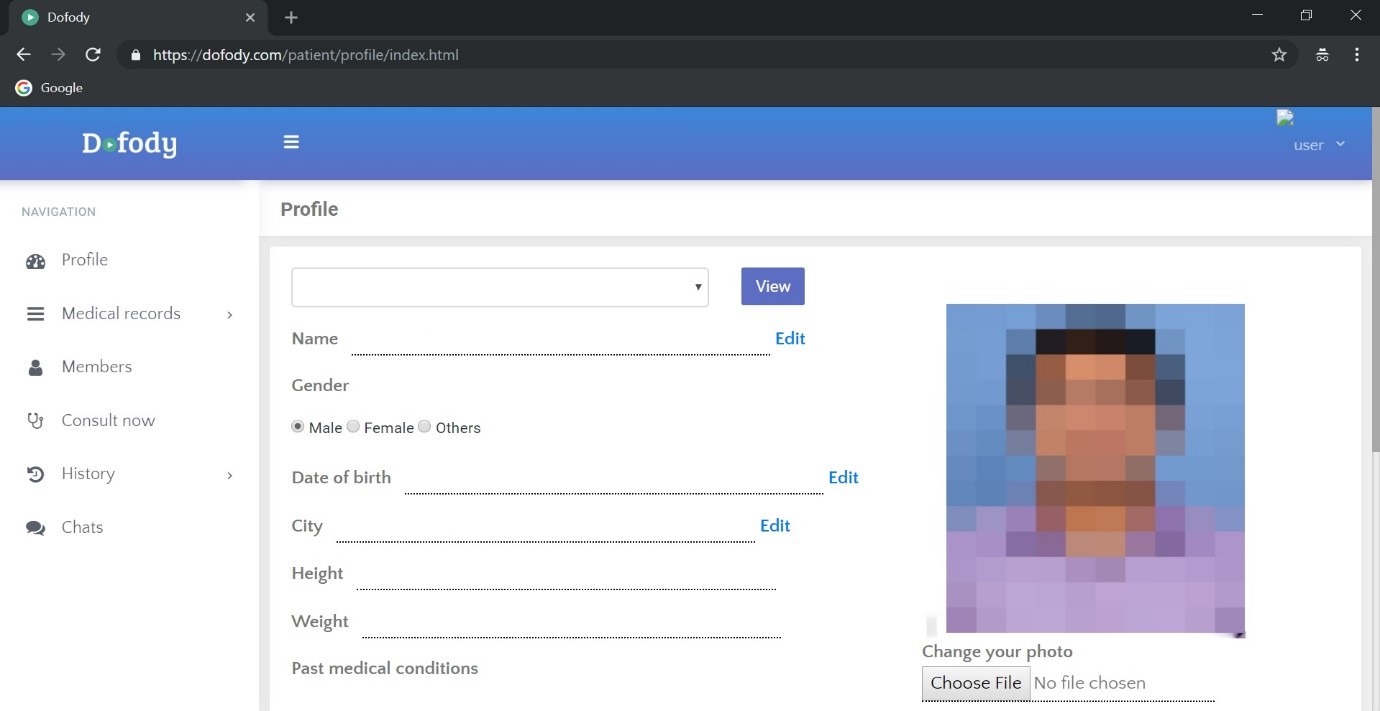 Dofody
https://dofody.com/patient/profile/index.html
Google
Dofody
user
NAVIGATION
Profile
Profile
Medical records
Members
Consult now
History
Chats
View
Name Edit
Gender
Male Female Others
Date of birth Edit
City Edit
Height
Weight
Past medical conditions
Change your photo
Choose File No file chosen